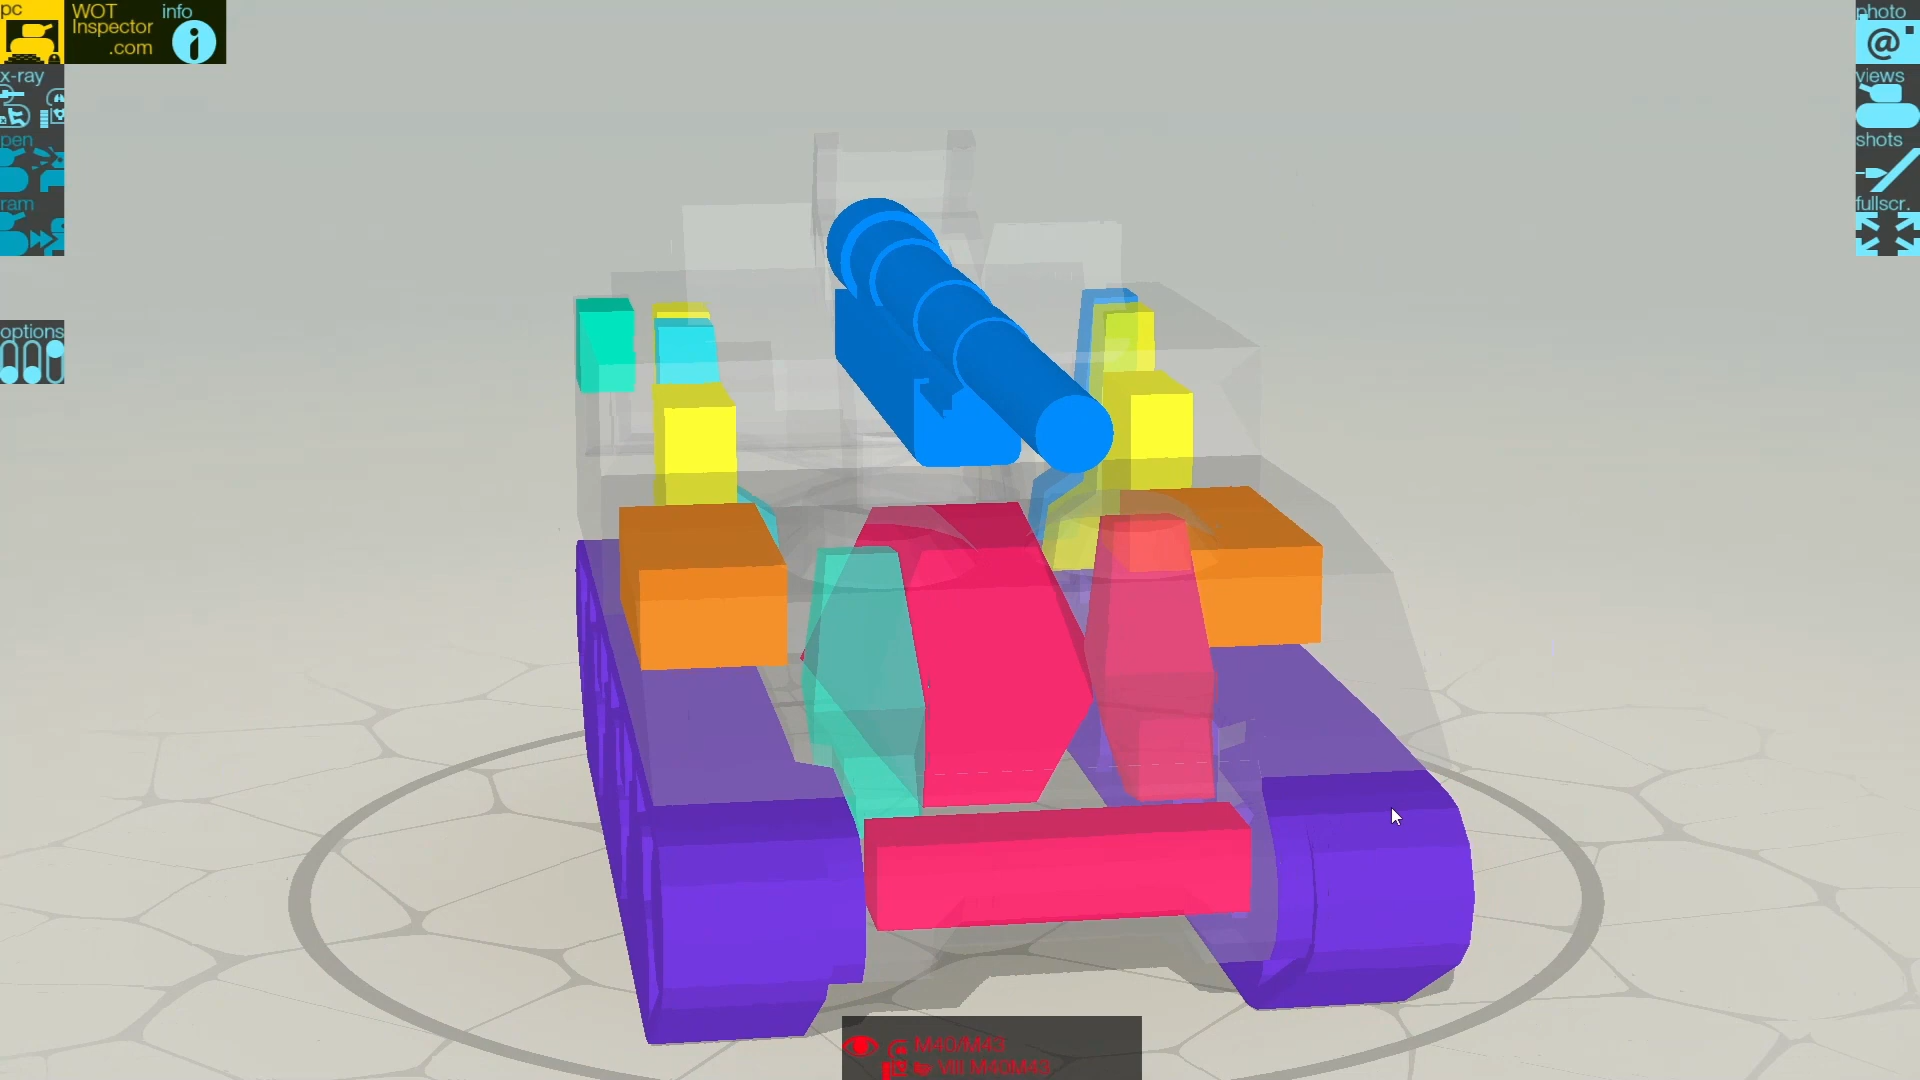 pc
WOT
Inspector
.com
info
x-ray
pen
ram
options
photo
@
views
shots
fullscr.
M40/M43
VIII M40M43